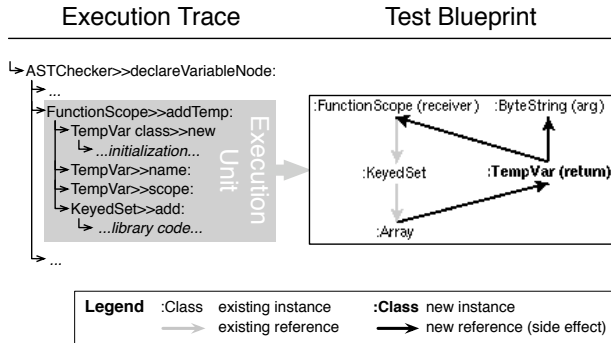 Execution Trace
Test Blueprint
ASTChecker>>declareVariableNode:
...
FunctionScope>>addTemp:
TempVar class>>new
...initialization...
TempVar>>name:
TempVar>>scope:
KeyedSet>>add:
...library code...
...
Execution
Unit
:FunctionScope (receiver) :ByteString (arg)
:KeyedSet :TempVar (return)
:Array
Legend :Class existing instance :Class new instance
existing reference new reference (side effect)